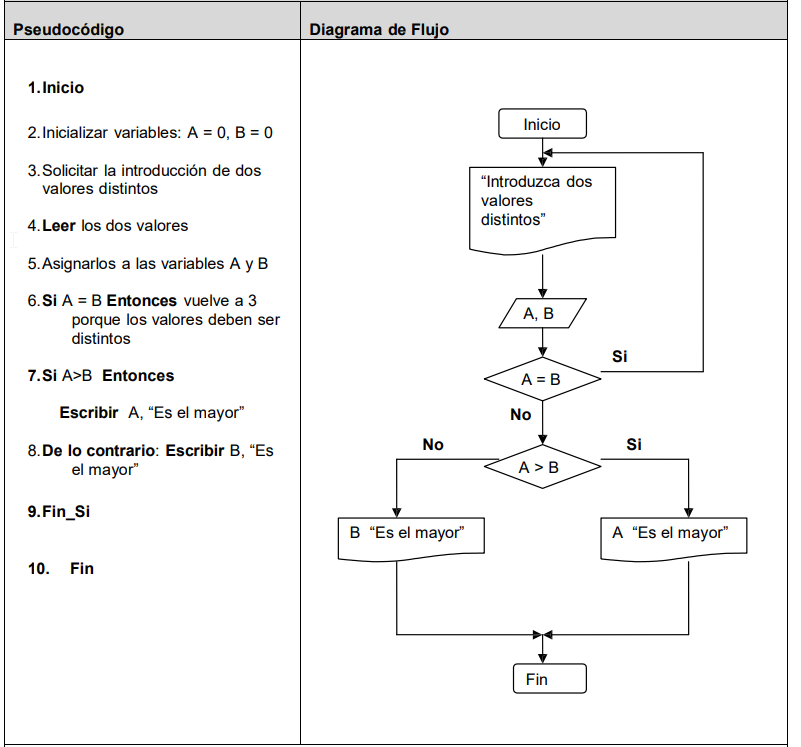 Pseudocódigo
Diagrama de Flujo
1.Inicio
2.Inicializar variables: A = 0, B = 0
3.Solicitar la introducción de dos
valores distintos
4.Leer los dos valores
5.Asignarlos a las variables A y B
6.Si A = B Entonces vuelve a 3
porque los valores deben ser
distintos
7.Si A>B Entonces
Escribir A, “Es el mayor”
8.De lo contrario: Escribir B, “Es
el mayor”
9.Fin_Si
10. Fin
Inicio
“Introduzca dos
valores
distintos”
A, B
Si
A = B
No
No
Si
A > B
B “Es el mayor”
A “Es el mayor”
Fin